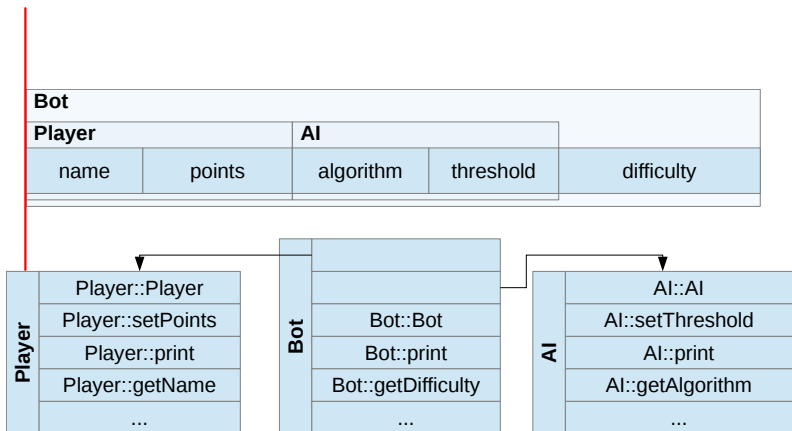 Bot
Player AI
name points algorithm threshold difficulty
Player
Player::Player
Player::setPoints
Player::print
Player::getName
...
Bot
Bot::Bot
Bot::print
Bot::getDifficulty
...
AI
AI::AI
AI::setThreshold
AI::print
AI::getAlgorithm
...